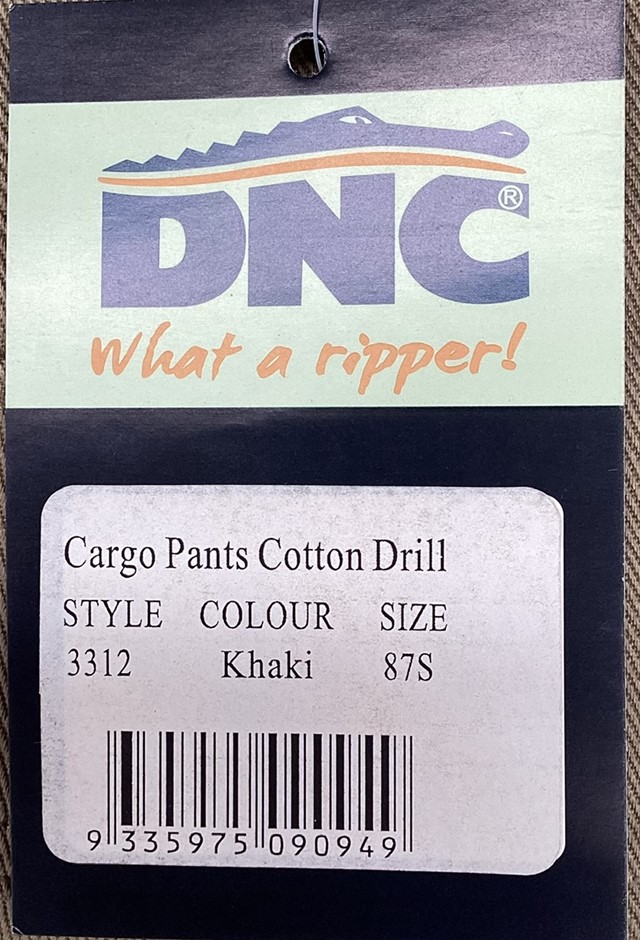 DNC®
What a ripper!
Cargo Pants Cotton Drill
STYLE COLOUR SIZE
3312 Khaki 87S
9 335975 090949